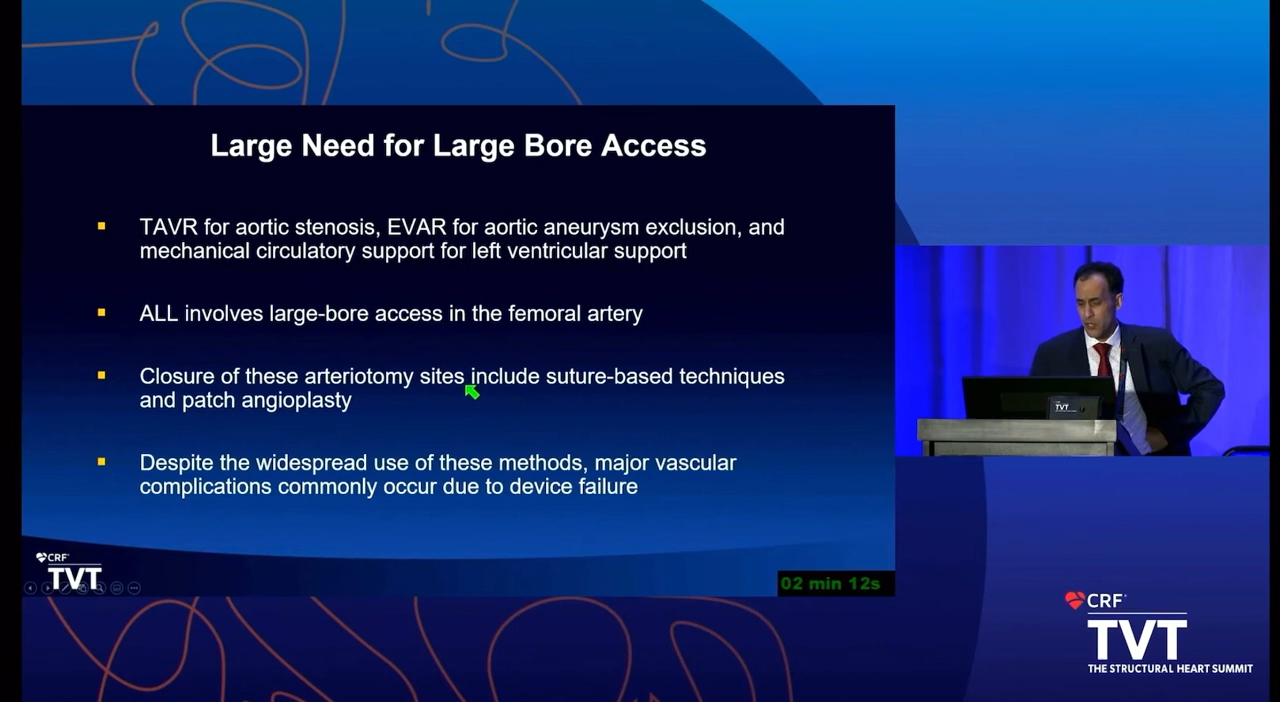 Large Need for Large Bore Access
TAVR for aortic stenosis, EVAR for aortic aneurysm exclusion, and
mechanical circulatory support for left ventricular support
ALL involves large-bore access in the femoral artery
Closure of these arteriotomy sites include suture-based techniques
and patch angioplasty
Despite the widespread use of these methods, major vascular
complications commonly occur due to device failure
CRF
TVT
02 min 12s
TVT
CRF
TVT
THE STRUCTURAL HEART SUMMIT